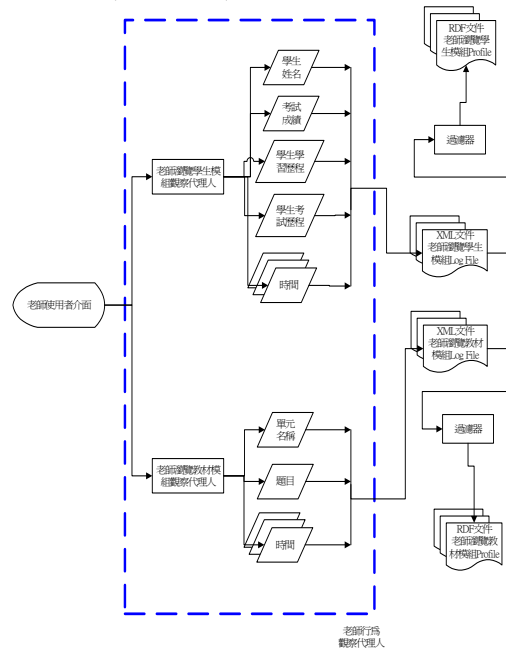 RDF文件
老師瀏覽學
生模組Profile
學生
姓名
考試
成績
過濾器
老師瀏覽學生模
組觀察代理人
學生學
習歷程
學生考
試歷程
XML文件
老師瀏覽學生
模組Log File
時間
老師使用者介面
XML文件
老師瀏覽教材
模組Log File
單元
名稱
過濾器
老師瀏覽教材模
組觀察代理人
題目
時間
RDF文件
老師瀏覽教
材模組Profile
老師行為
觀察代理人